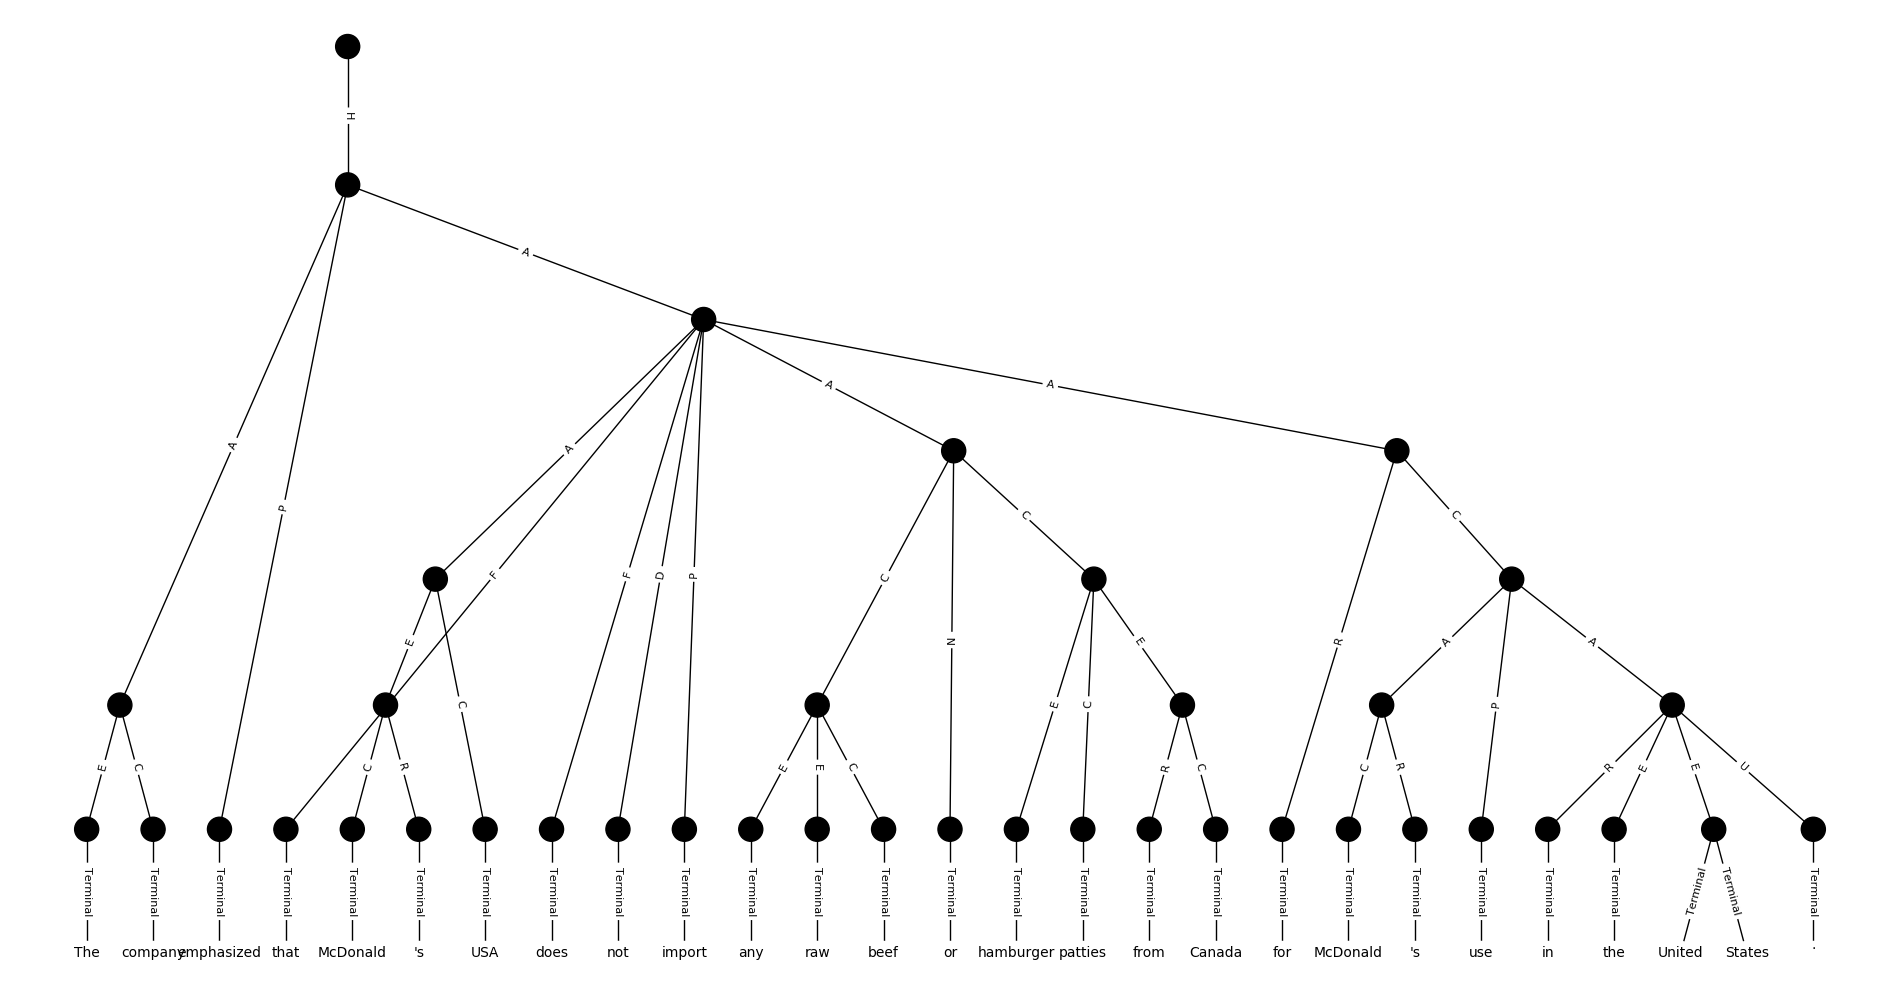 H
A
A
A
A
A
P
C
A
F
F
D
P
C
C
E
N
E
R
A
A
C
E
C
P
E
C
C
R
E
E
C
R
C
C
R
R
E
E
U
Terminal Terminal Terminal Terminal Terminal Terminal Terminal Terminal Terminal Terminal Terminal Terminal Terminal Terminal Terminal Terminal Terminal Terminal Terminal Terminal Terminal Terminal Terminal Terminal Terminal Terminal Terminal
The company emphasized that McDonald 's USA does not import any raw beef or hamburger patties from Canada for McDonald 's use in the United States .